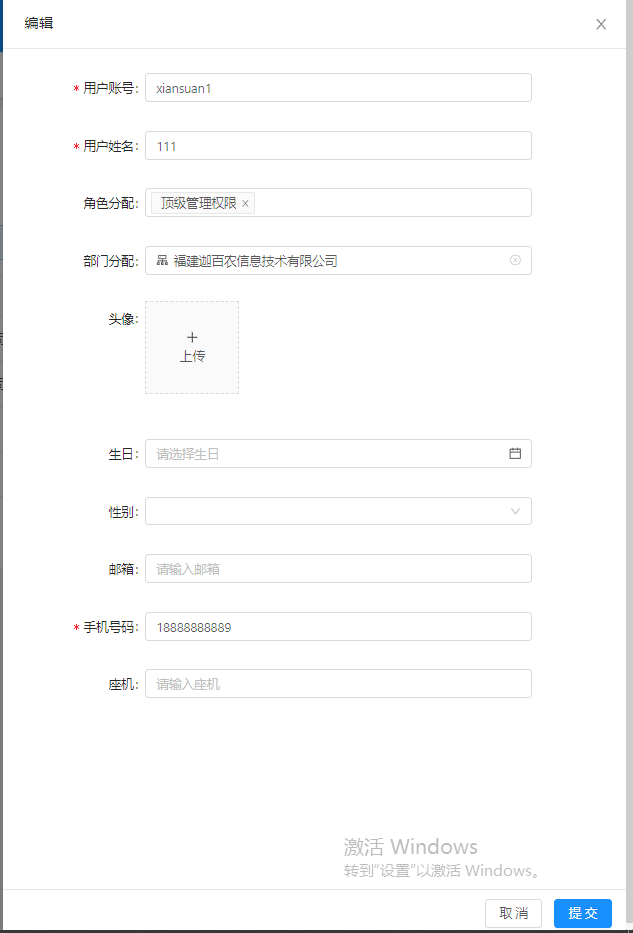 编辑
* 用户账号: xiansuan1
* 用户姓名: 111
角色分配: 顶级管理权限 x
部门分配: 福建迦百农信息技术有限公司
头像:
+
上传
生日: 请选择生日
性别:
邮箱: 请输入邮箱
* 手机号码: 18888888889
座机: 请输入座机
激活 Windows
转到“设置”以激活 Windows。
取消 提交